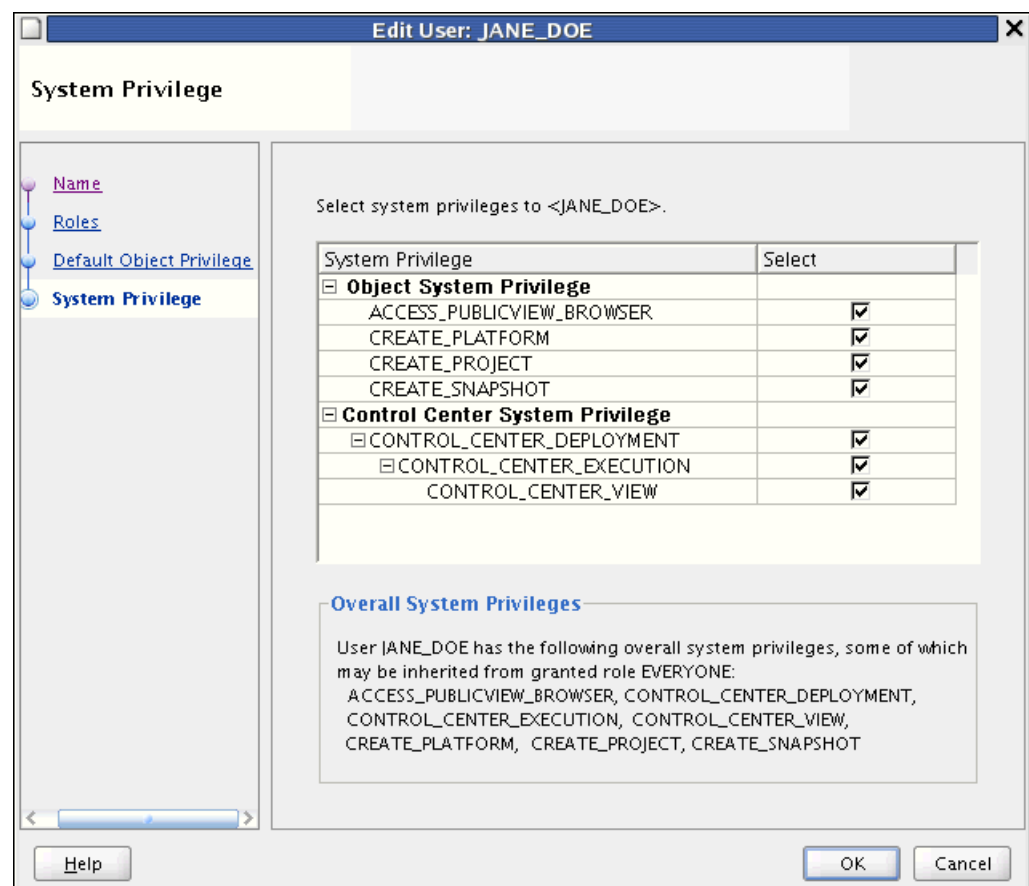 Edit User: JANE_DOE
System Privilege
Name
Roles
Default Object Privilege
System Privilege
Select system privileges to <JANE_DOE>.
System Privilege Select
Object System Privilege
ACCESS_PUBLICVIEW_BROWSER
CREATE_PLATFORM
CREATE_PROJECT
CREATE_SNAPSHOT
Control Center System Privilege
CONTROL_CENTER_DEPLOYMENT
CONTROL_CENTER_EXECUTION
CONTROL_CENTER_VIEW
Overall System Privileges
User JANE_DOE has the following overall system privileges, some of which
may be inherited from granted role EVERYONE:
ACCESS_PUBLICVIEW_BROWSER, CONTROL_CENTER_DEPLOYMENT,
CONTROL_CENTER_EXECUTION, CONTROL_CENTER_VIEW,
CREATE_PLATFORM, CREATE_PROJECT, CREATE_SNAPSHOT
Help OK Cancel